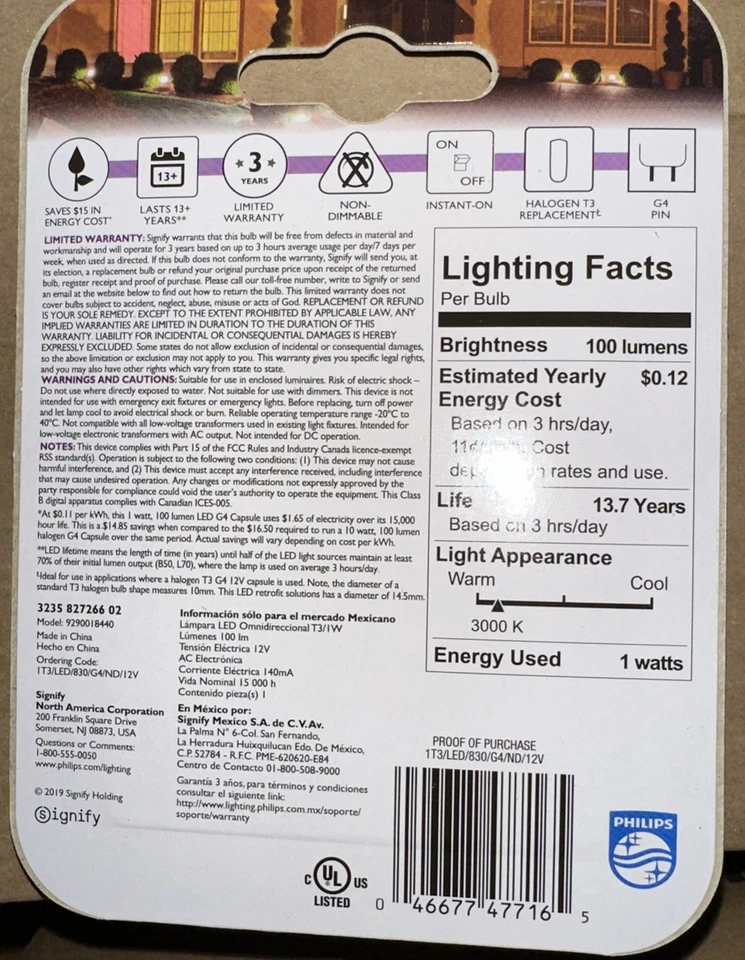 SAVES $15 IN
ENERGY COST*
13+
LASTS 13+
YEARS**
3
YEARS
LIMITED
WARRANTY
NON-
DIMMABLE
ON
OFF
INSTANT-ON
HALOGEN T3
REPLACEMENTŁ
G4
PIN
LIMITED WARRANTY: Signify warrants that this bulb will be free from defects in material and
workmanship and will operate for 3 years based on up to 3 hours average usage per day/7 days per
week, when used as directed. If this bulb does not conform to the warranty, Signify will send you, at
its election, a replacement bulb or refund your original purchase price upon receipt of the returned
bulb, register receipt and proof of purchase. Please call our toll-free number, write to Signify or send
an email at the website below to find out how to return the bulb. This limited warranty does not
cover bulbs subject to accident, neglect, abuse, misuse or acts of God. REPLACEMENT OR REFUND
IS YOUR SOLE REMEDY. EXCEPT TO THE EXTENT PROHIBITED BY APPLICABLE LAW, ANY
IMPLIED WARRANTIES ARE LIMITED IN DURATION TO THE DURATION OF THIS
WARRANTY. LIABILITY FOR INCIDENTAL OR CONSEQUENTIAL DAMAGES IS HEREBY
EXPRESSLY EXCLUDED. Some states do not allow exclusion of incidental or consequential damages,
so the above limitation or exclusion may not apply to you. This warranty gives you specific legal rights,
and you may also have other rights which vary from state to state.
WARNINGS AND CAUTIONS: Suitable for use in enclosed luminaires. Risk of electric shock –
Do not use where directly exposed to water. Not suitable for use with dimmers. This device is not
intended for use with emergency exit fixtures or emergency lights. Before replacing, turn off power
and let lamp cool to avoid electrical shock or burn. Reliable operating temperature range -20°C to
40°C. Not compatible with all low-voltage transformers used in existing light fixtures. Intended for
low-voltage electronic transformers with AC output. Not intended for DC operation.
NOTES: This device complies with Part 15 of the FCC Rules and Industry Canada licence-exempt
RSS standard(s). Operation is subject to the following two conditions: (1) This device may not cause
harmful interference, and (2) This device must accept any interference received, including interference
that may cause undesired operation. Any changes or modifications not expressly approved by the
party responsible for compliance could void the user's authority to operate the equipment. This Class
B digital apparatus complies with Canadian ICES-005.
*At $0.11 per kWh, this 1 watt, 100 lumen LED G4 Capsule uses $1.65 of electricity over its 15,000
hour life. This is a $14.85 savings when compared to the $16.50 required to run a 10 watt, 100 lumen
halogen G4 Capsule over the same period. Actual savings will vary depending on cost per kWh.
**LED lifetime means the length of time (in years) until half of the LED light sources maintain at least
70% of their initial lumen output (B50, L70), where the lamp is used on average 3 hours/day.
ŁIdeal for use in applications where a halogen T3 G4 12V capsule is used. Note, the diameter of a
standard T3 halogen bulb shape measures 10mm. This LED retrofit solutions has a diameter of 14.5mm.
Lighting Facts
Per Bulb
Brightness 100 lumens
Estimated Yearly $0.12
Energy Cost
Based on 3 hrs/day,
Cost
rates and use.
Life 13.7 Years
Based on 3 hrs/day
Light Appearance
Warm Cool
3000 K
Energy Used 1 watts
3235 827266 02
Model: 9290018440
Made in China
Hecho en China
Ordering Code:
1T3/LED/830/G4/ND/12V
Signify
North America Corporation
200 Franklin Square Drive
Somerset, NJ 08873, USA
Questions or Comments:
1-800-555-0050
www.philips.com/lighting
© 2019 Signify Holding
Signify
Información sólo para el mercado Mexicano
Lámpara LED Omnidireccional T3/1W
Lúmenes 100 lm
Tensión Eléctrica 12V
AC Electrónica
Corriente Eléctrica 140mA
Vida Nominal 15 000 h
Contenido pieza(s) 1
En México por:
Signify Mexico S.A. de C.V.Av.
La Palma N° 6-Col. San Fernando,
La Herradura Huixquilucan Edo. De México,
C.P. 52784 - R.F.C. PME-620620-E84
Centro de Contacto 01-800-508-9000
Garantía 3 años, para términos y condiciones
consultar el siguiente link:
http://www.lighting.philips.com.mx/soporte/
soporte/warranty
C UL US
LISTED
PROOF OF PURCHASE
1T3/LED/830/G4/ND/12V
0 46677 47716 5
PHILIPS